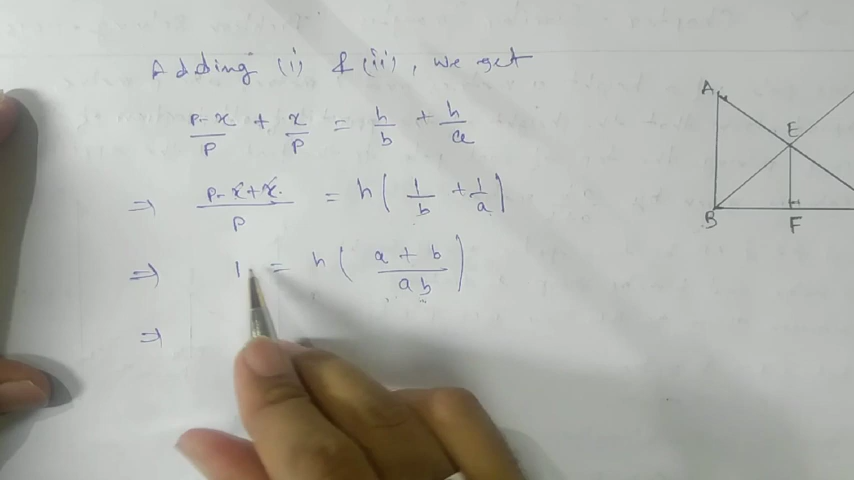 Adding (i) & (ii), we get
p-x/p + x/p = h/b + h/a
⇒ p-x+x/p = h(1/b + 1/a)
⇒ 1 = h(a+b/ab)
⇒
A
E
B
F